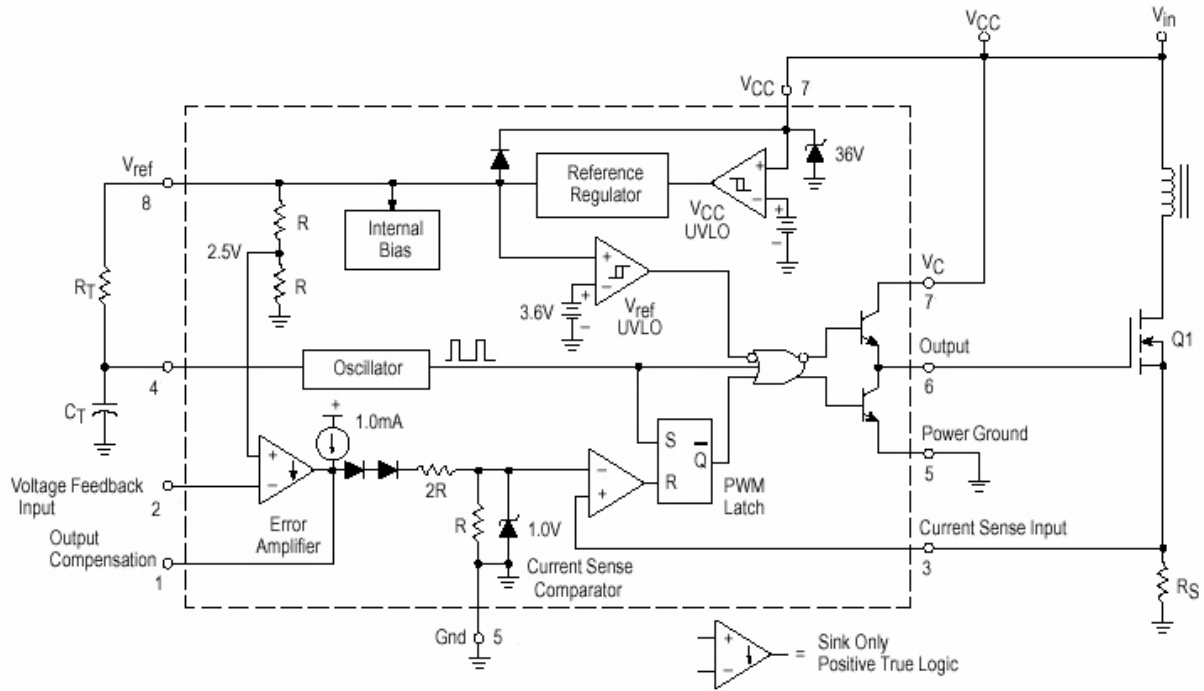 VCC
Vin
VCC 7
36V
Vref
8
Reference
Regulator
VCC
UVLO
+
−
+
−
R
Internal
Bias
2.5V
R
RT
+
−
+
−
3.6V
Vref
UVLO
VC
7
Q1
Output
6
4
Oscillator
CT
+
1.0mA
S
Q
R
PWM
Latch
Power Ground
5
+
−
Voltage Feedback
Input
2
Error
Amplifier
2R
R
1.0V
−
+
Current Sense
Comparator
Output
Compensation
1
Current Sense Input
3
RS
Gnd 5
+
−
= Sink Only
Positive True Logic